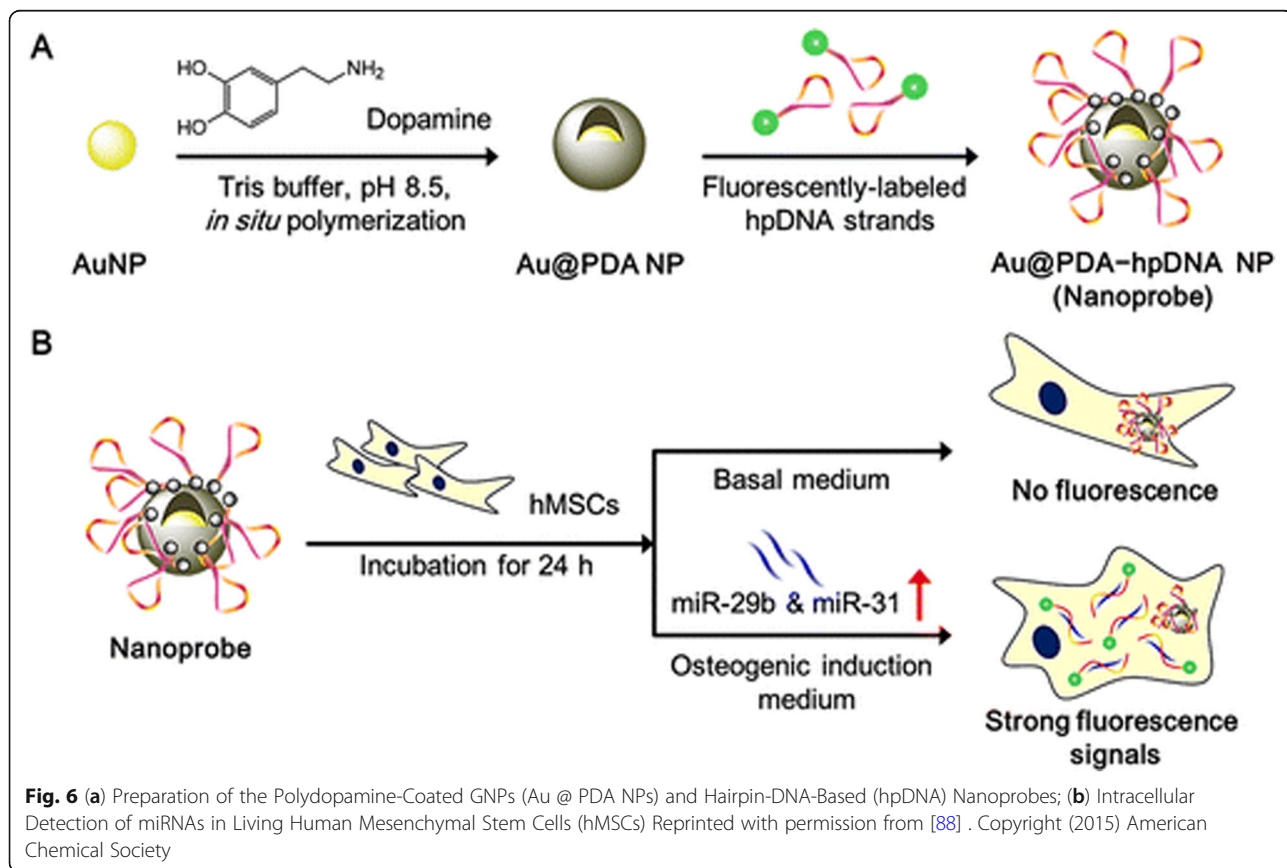 A
HO
HO
NH2
Dopamine
Tris buffer, pH 8.5,
in situ polymerization
Fluorescently-labeled
hpDNA strands
AuNP
Au@PDA NP
Au@PDA–hpDNA NP
(Nanoprobe)
B
hMSCs
Incubation for 24 h
Nanoprobe
Basal medium
No fluorescence
miR-29b & miR-31
Osteogenic induction
medium
Strong fluorescence
signals
Fig. 6 (a) Preparation of the Polydopamine-Coated GNPs (Au @ PDA NPs) and Hairpin-DNA-Based (hpDNA) Nanoprobes; (b) Intracellular
Detection of miRNAs in Living Human Mesenchymal Stem Cells (hMSCs) Reprinted with permission from [88] . Copyright (2015) American
Chemical Society